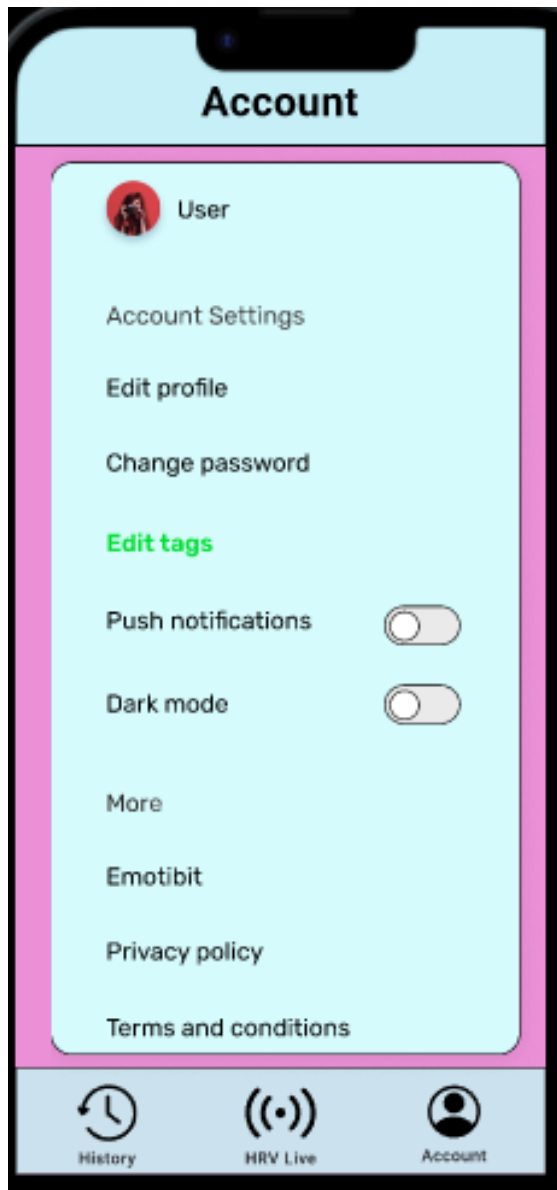 Account
User
Account Settings
Edit profile
Change password
Edit tags
Push notifications
Dark mode
More
Emotibit
Privacy policy
Terms and conditions
History
HRV Live
Account